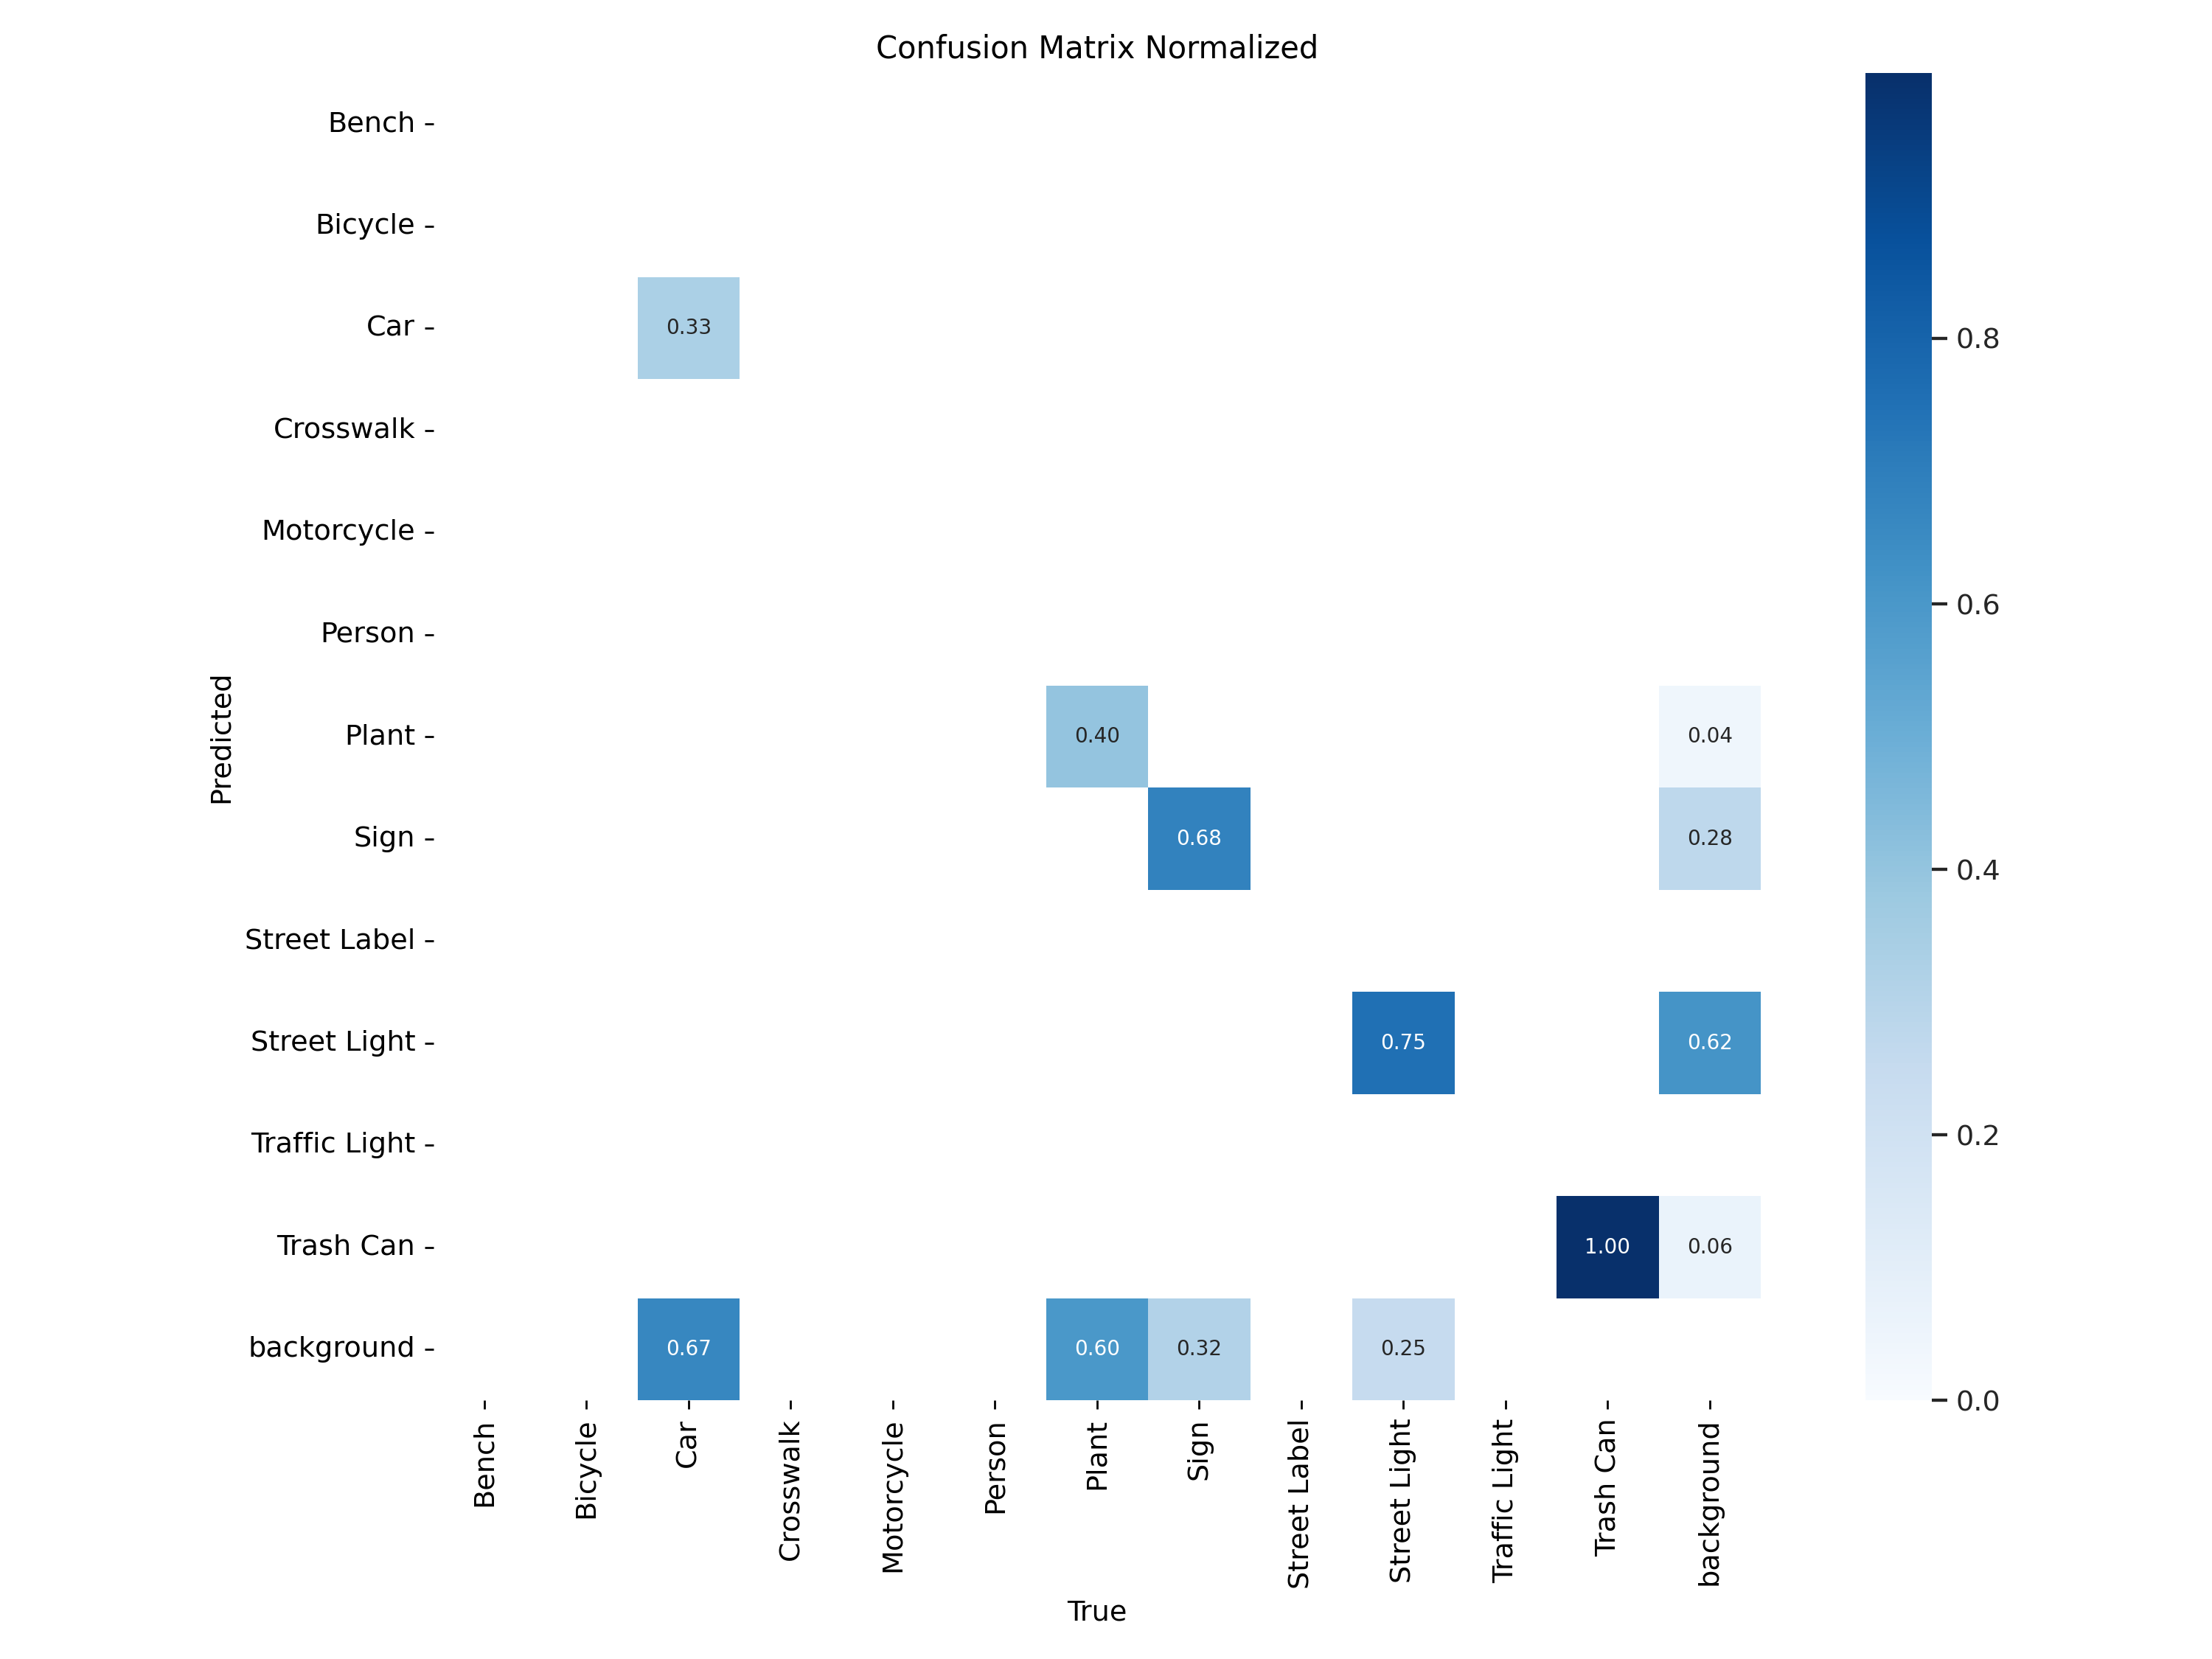 Confusion Matrix Normalized
Bench
Bicycle
Car
0.33
0.8
Crosswalk
Motorcycle
Person
0.6
Predicted
Plant
0.40
0.04
Sign
0.68
0.28
0.4
Street Label
Street Light
0.75
0.62
Traffic Light
0.2
Trash Can
1.00
0.06
background
0.67
0.60
0.32
0.25
0.0
Bench
Bicycle
Car
Crosswalk
Motorcycle
Person
Plant
Sign
Street Label
Street Light
Traffic Light
Trash Can
background
True